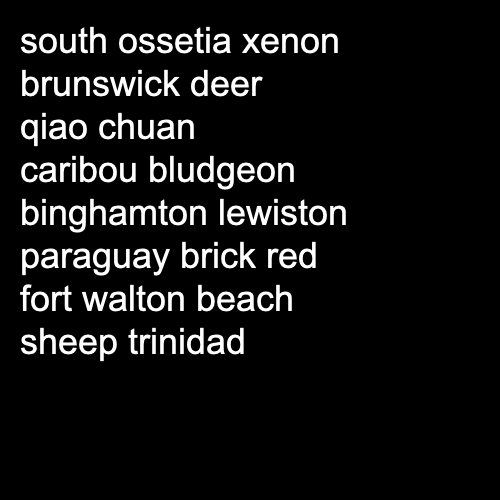 south ossetia xenon
brunswick deer
qiao chuan
caribou bludgeon
binghamton lewiston
paraguay brick red
fort walton beach
sheep trinidad